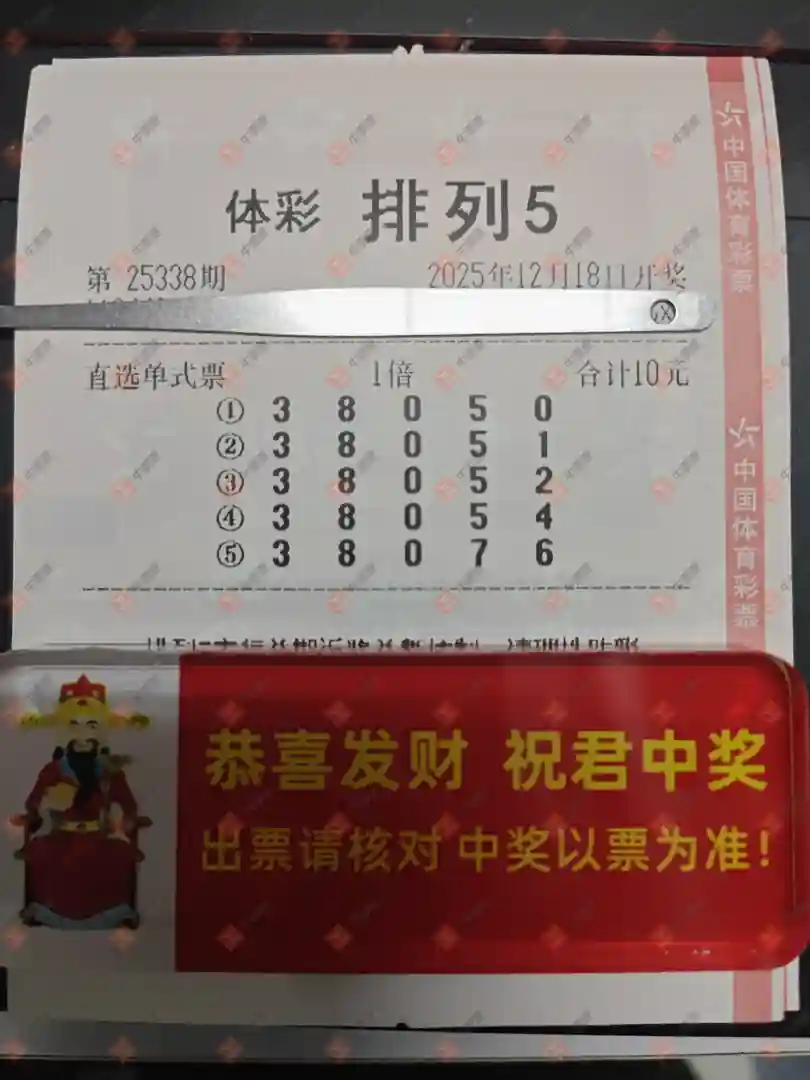 体彩 排列5
第 25338期 2025年12月18日开奖
直选单式票 1倍 合计10元
① 3 8 0 5 0
② 3 8 0 5 1
③ 3 8 0 5 2
④ 3 8 0 5 4
⑤ 3 8 0 7 6
恭喜发财 祝君中奖
出票请核对 中奖以票为准!
中国体育彩票
中国体育彩票